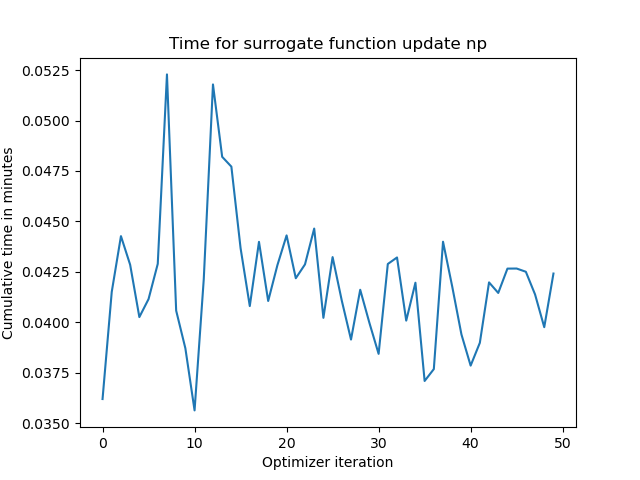 Time for surrogate function update np
0.0525
0.0500
0.0475
0.0450
0.0425
0.0400
0.0375
0.0350
Cumulative time in minutes
0 10 20 30 40 50
Optimizer iteration